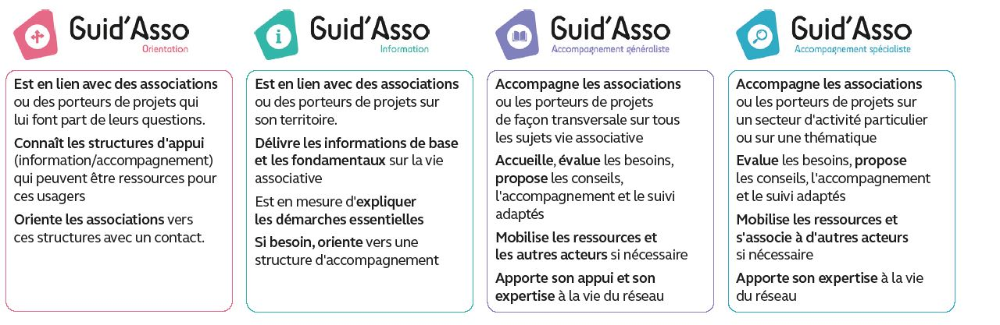 Guid'Asso
Orientation
Est en lien avec des associations
ou des porteurs de projets qui
lui font part de leurs questions.
Connaît les structures d'appui
(information/accompagnement)
qui peuvent être ressources pour
ces usagers
Oriente les associations vers
ces structures avec un contact.
Guid'Asso
Information
Est en lien avec des associations
ou des porteurs de projets sur
son territoire.
Délivre les informations de base
et les fondamentaux sur la vie
associative
Est en mesure d'expliquer
les démarches essentielles
Si besoin, oriente vers une
structure d'accompagnement
Guid'Asso
Accompagnement généraliste
Accompagne les associations
ou les porteurs de projets
de façon transversale sur tous
les sujets vie associative
Accueille, évalue les besoins,
propose les conseils,
l'accompagnement et le suivi
adaptés
Mobilise les ressources et
les autres acteurs si nécessaire
Apporte son appui et son
expertise à la vie du réseau
Guid'Asso
Accompagnement spécialiste
Accompagne les associations
ou les porteurs de projets sur
un secteur d'activité particulier
ou sur une thématique
Evalue les besoins, propose
les conseils, l'accompagnement
et le suivi adaptés
Mobilise les ressources et
s'associe à d'autres acteurs
si nécessaire
Apporte son expertise à la vie
du réseau